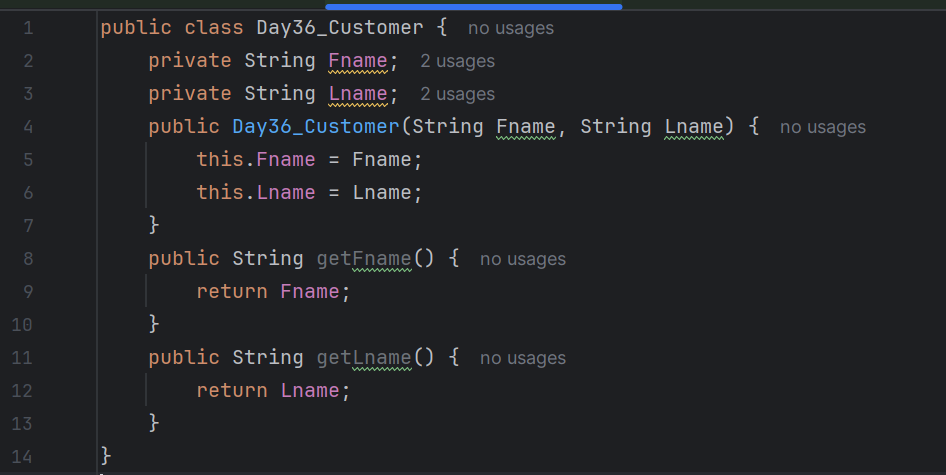 1 public class Day36_Customer { no usages
2     private String Fname; 2 usages
3     private String Lname; 2 usages
4     public Day36_Customer(String Fname, String Lname) { no usages
5         this.Fname = Fname;
6         this.Lname = Lname;
7     }
8     public String getFname() { no usages
9         return Fname;
10     }
11     public String getLname() { no usages
12         return Lname;
13     }
14 }